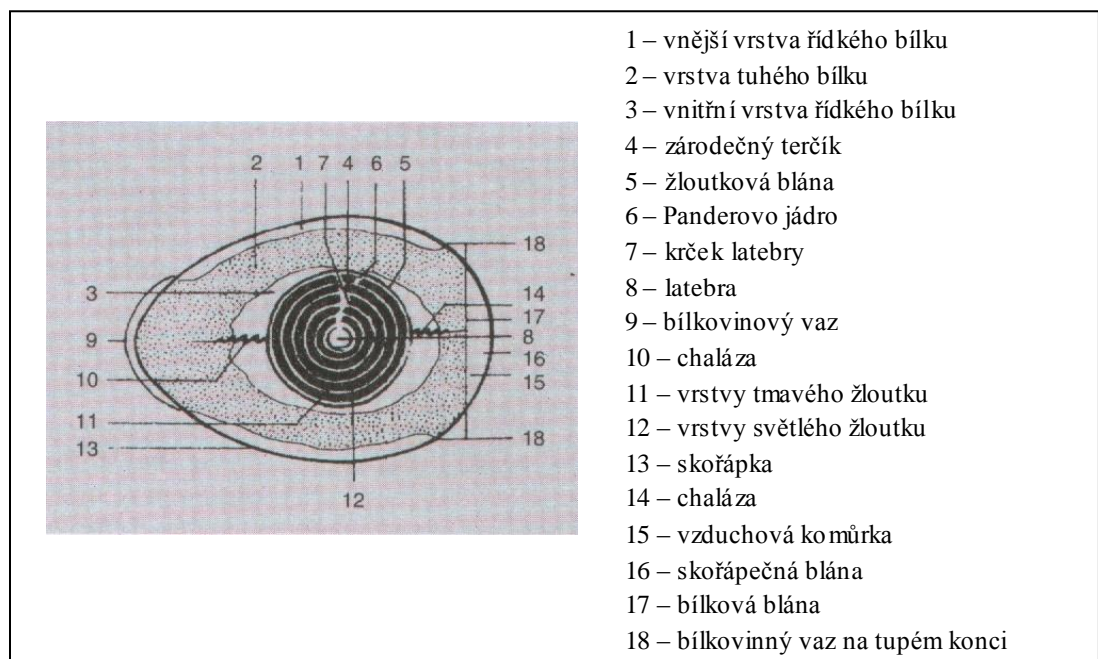 2 1 7 4 6 5
18
3
14
17
9
8
16
10
15
11
18
13
12
1 – vnější vrstva řídkého bílku
2 – vrstva tuhého bílku
3 – vnitřní vrstva řídkého bílku
4 – zárodečný terčík
5 – žloutková blána
6 – Panderovo jádro
7 – krček latebry
8 – latebra
9 – bílkovinový vaz
10 – chaláza
11 – vrstvy tmavého žloutku
12 – vrstvy světlého žloutku
13 – skořápka
14 – chaláza
15 – vzduchová komůrka
16 – skořápečná blána
17 – bílková blána
18 – bílkovinný vaz na tupém konci